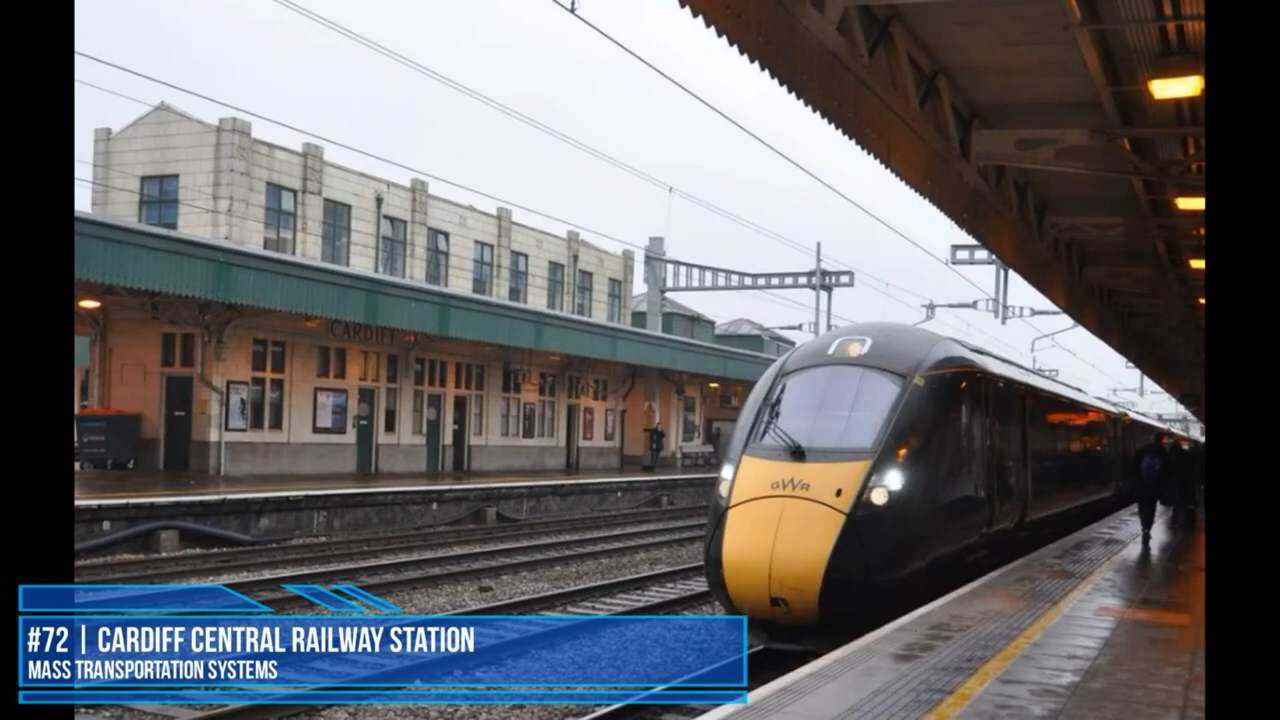 CARDIFF
GWR
#72 | CARDIFF CENTRAL RAILWAY STATION
MASS TRANSPORTATION SYSTEMS